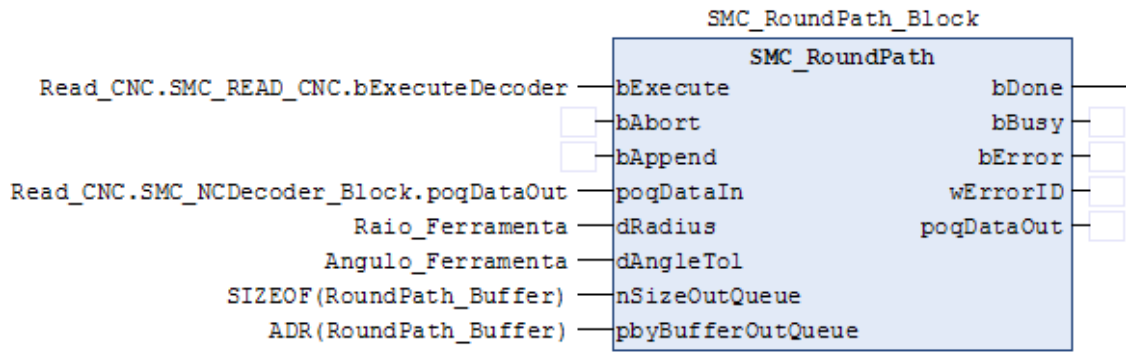 SMC_RoundPath_Block
SMC_RoundPath
Read_CNC.SMC_READ_CNC.bExecuteDecoder bExecute bDone
bAbort bBusy
bAppend bError
Read_CNC.SMC_NCDecoder_Block.poqDataOut poqDataIn wErrorID
Raio_Ferramenta dRadius poqDataOut
Angulo_Ferramenta dAngleTol
SIZEOF(RoundPath_Buffer) nSizeOutQueue
ADR(RoundPath_Buffer) pbyBufferOutQueue